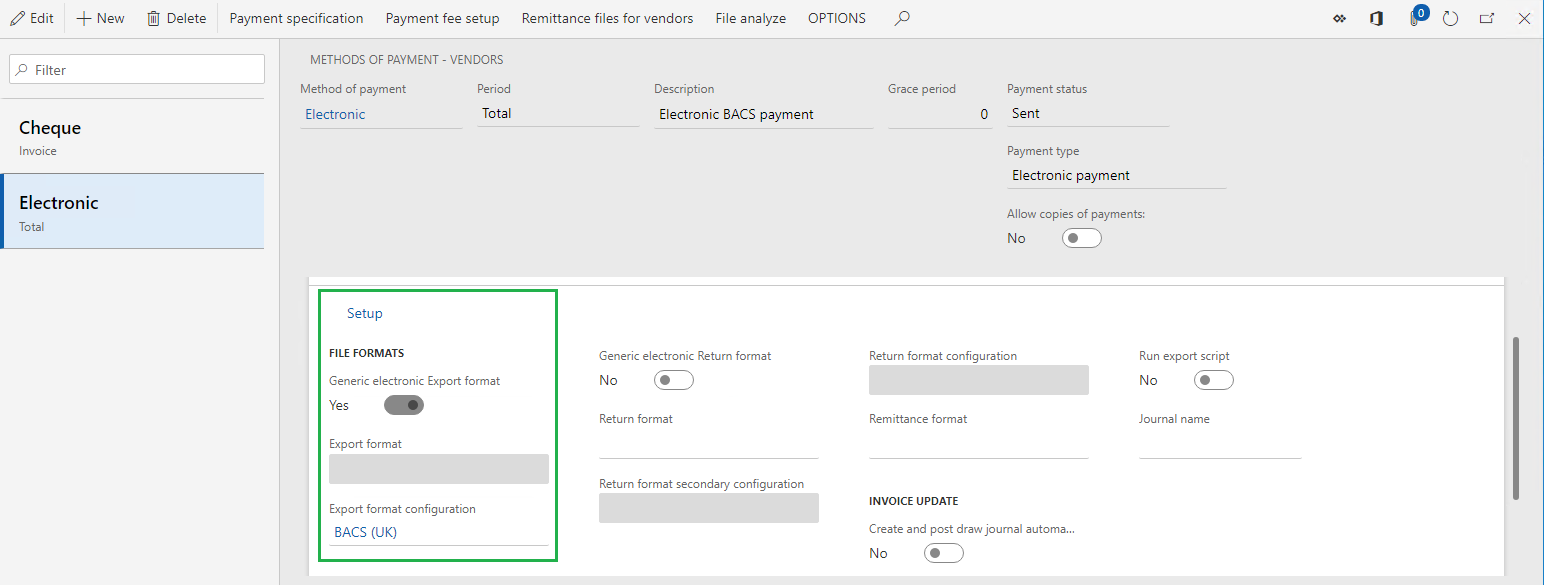 Edit New Delete Payment specification Payment fee setup Remittance files for vendors File analyze OPTIONS 0
Filter
Cheque
Invoice
Electronic
Total
METHODS OF PAYMENT - VENDORS
Method of payment Period Description Grace period Payment status
Electronic Total Electronic BACS payment 0 Sent
Payment type
Electronic payment
Allow copies of payments:
No
Setup
FILE FORMATS
Generic electronic Export format
Yes
Export format
Export format configuration
BACS (UK)
Generic electronic Return format
No
Return format
Return format secondary configuration
Return format configuration
Remittance format
INVOICE UPDATE
Create and post draw journal automa...
No
Run export script
No
Journal name